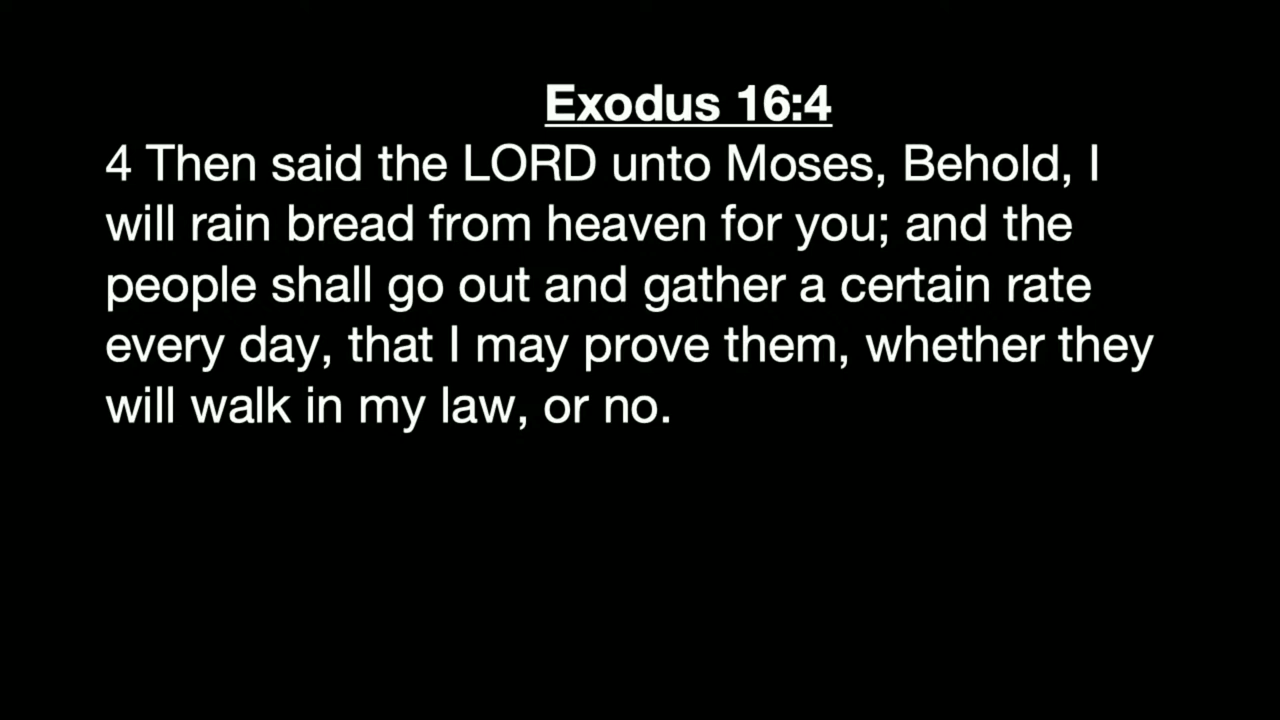 Exodus 16:4
4 Then said the LORD unto Moses, Behold, I
will rain bread from heaven for you; and the
people shall go out and gather a certain rate
every day, that I may prove them, whether they
will walk in my law, or no.